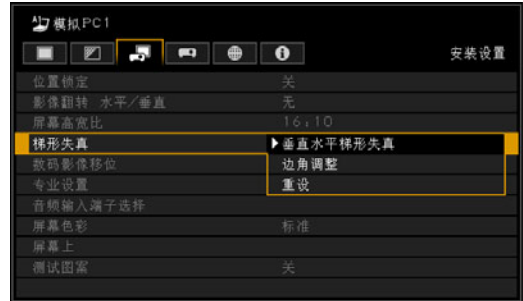 模拟PC1
安装设置
位置锁定 关
影像翻转 水平/垂直 无
屏幕高宽比 16:10
梯形失真 ▶垂直水平梯形失真
数码影像移位 边角调整
专业设置 重设
音频输入端子选择
屏幕色彩 标准
屏幕上
测试图案 关